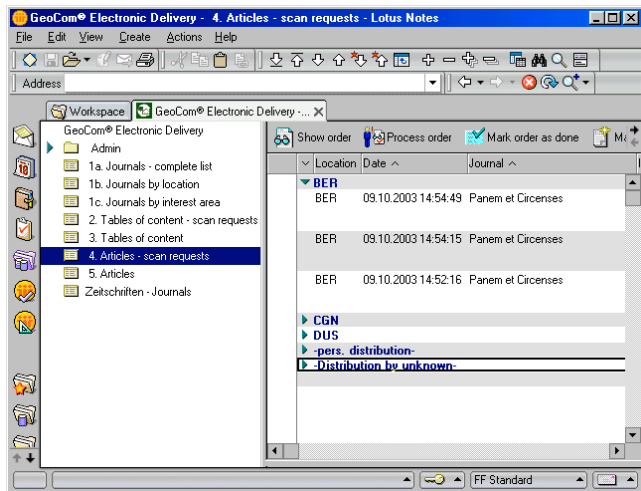 GeoCom® Electronic Delivery - 4. Articles - scan requests - Lotus Notes
File Edit View Create Actions Help
Address
Workspace GeoCom® Electronic Delivery -...
GeoCom® Electronic Delivery
Admin
1a. Journals - complete list
1b. Journals by location
1c. Journals by interest area
2. Tables of content - scan requests
3. Tables of content
4. Articles - scan requests
5. Articles
Zeitschriften - Journals
Show order Process order Mark order as done Ma
Location Date Journal
BER
BER 09.10.2003 14:54:49 Panem et Circenses
BER 09.10.2003 14:54:15 Panem et Circenses
BER 09.10.2003 14:52:16 Panem et Circenses
CGN
DUS
-pers. distribution-
-Distribution by unknown-
FF Standard